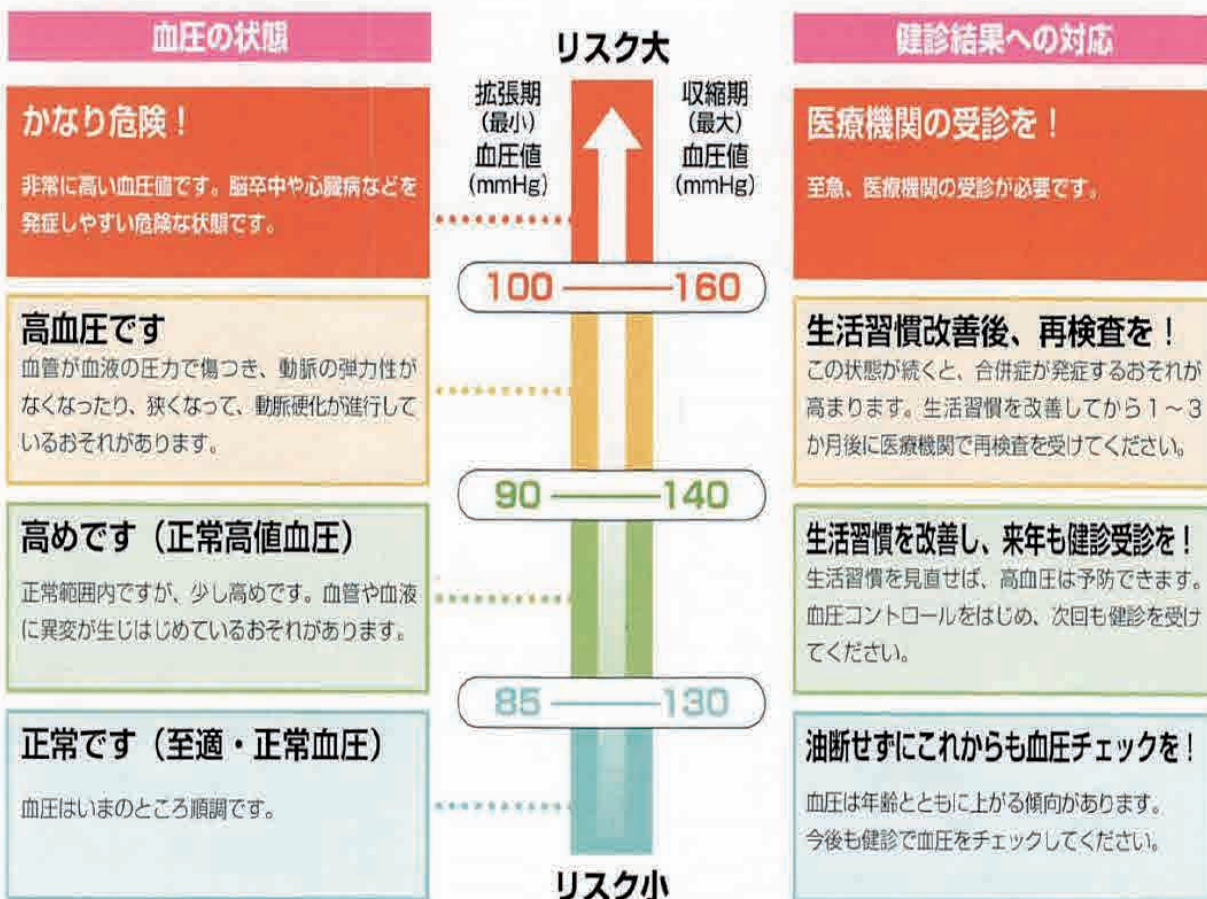 血圧の状態
かなり危険！
非常に高い血圧値です。脳卒中や心臓病などを
発症しやすい危険な状態です。
高血圧です
血管が血液の圧力で傷つき、動脈の弾力性が
なくなったり、狭くなって、動脈硬化が進行して
いるおそれがあります。
高めです（正常高値血圧）
正常範囲内ですが、少し高めです。血管や血液
に異変が生じはじめているおそれがあります。
正常です（至適・正常血圧）
血圧はいまのところ順調です。
リスク大
拡張期
（最小）
血圧値
(mmHg)
収縮期
（最大）
血圧値
(mmHg)
100 160
90 140
85 130
リスク小
健診結果への対応
医療機関の受診を！
至急、医療機関の受診が必要です。
生活習慣改善後、再検査を！
この状態が続くと、合併症が発症するおそれが
高まります。生活習慣を改善してから１～３
か月後に医療機関で再検査を受けてください。
生活習慣を改善し、来年も健診受診を！
生活習慣を見直せば、高血圧は予防できます。
血圧コントロールをはじめ、次回も健診を受け
てください。
油断せずにこれからも血圧チェックを！
血圧は年齢とともに上がる傾向があります。
今後も健診で血圧をチェックしてください。